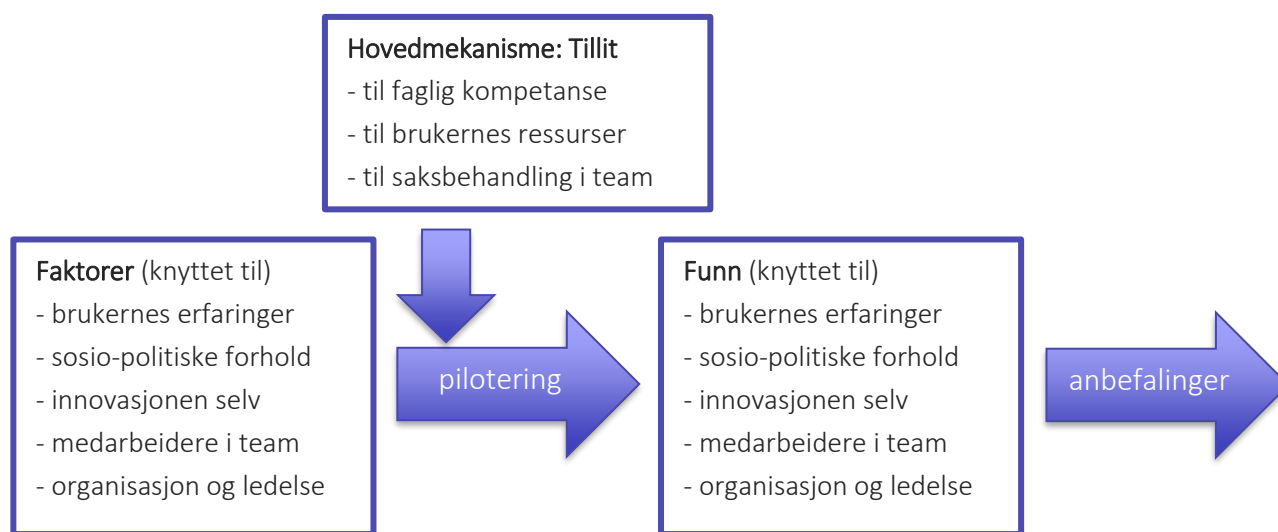 Hovedmekanisme: Tillit
- til faglig kompetanse
- til brukernes ressurser
- til saksbehandling i team
Faktorer (knyttet til)
- brukernes erfaringer
- sosio-politiske forhold
- innovasjonen selv
- medarbeidere i team
- organisasjon og ledelse
pilotering
Funn (knyttet til)
- brukernes erfaringer
- sosio-politiske forhold
- innovasjonen selv
- medarbeidere i team
- organisasjon og ledelse
anbefalinger